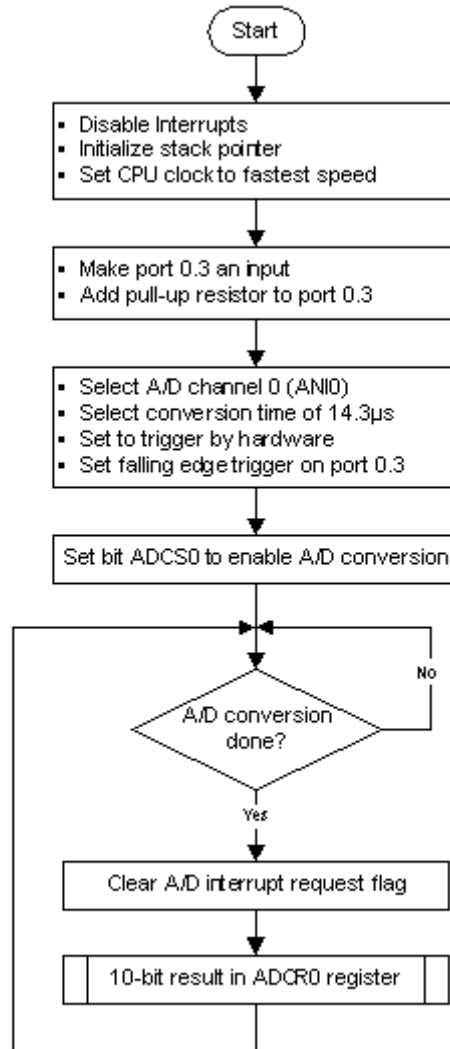 Start
▪ Disable Interrupts
▪ Initialize stack pointer
▪ Set CPU clock to fastest speed
▪ Make port 0.3 an input
▪ Add pull-up resistor to port 0.3
▪ Select A/D channel 0 (ANI0)
▪ Select conversion time of 14.3µs
▪ Set to trigger by hardware
▪ Set falling edge trigger on port 0.3
Set bit ADCS0 to enable A/D conversion
No
A/D conversion
done?
Yes
Clear A/D interrupt request flag
10-bit result in ADCR0 register